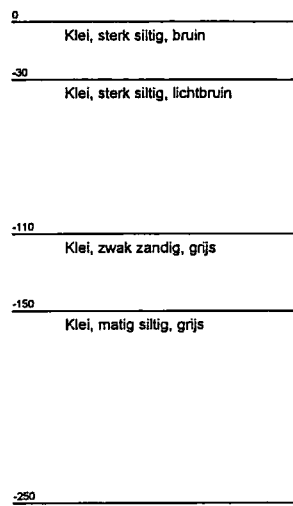 0
Klei, sterk siltig, bruin
-30
Klei, sterk siltig, lichtbruin
-110
Klei, zwak zandig, grijs
-150
Klei, matig siltig, grijs
-250